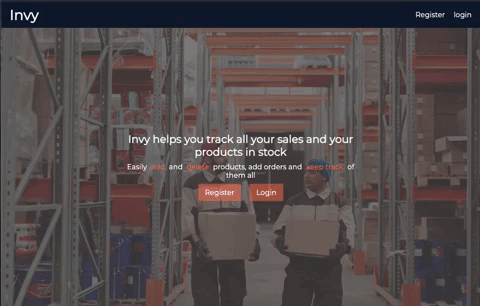 Invy
Register login
Invy helps you track all your sales and your
products in stock
Easily add, and delete products, add orders and keep track of
them all
Register Login